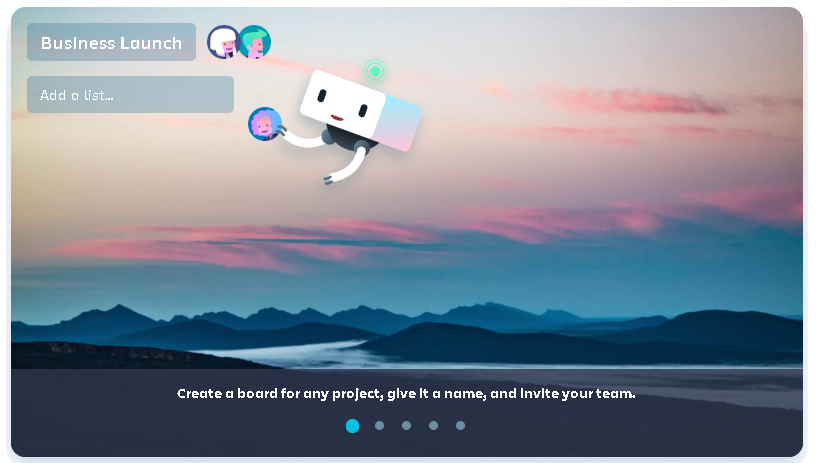 Business Launch
Add a list...
Create a board for any project, give it a name, and invite your team.